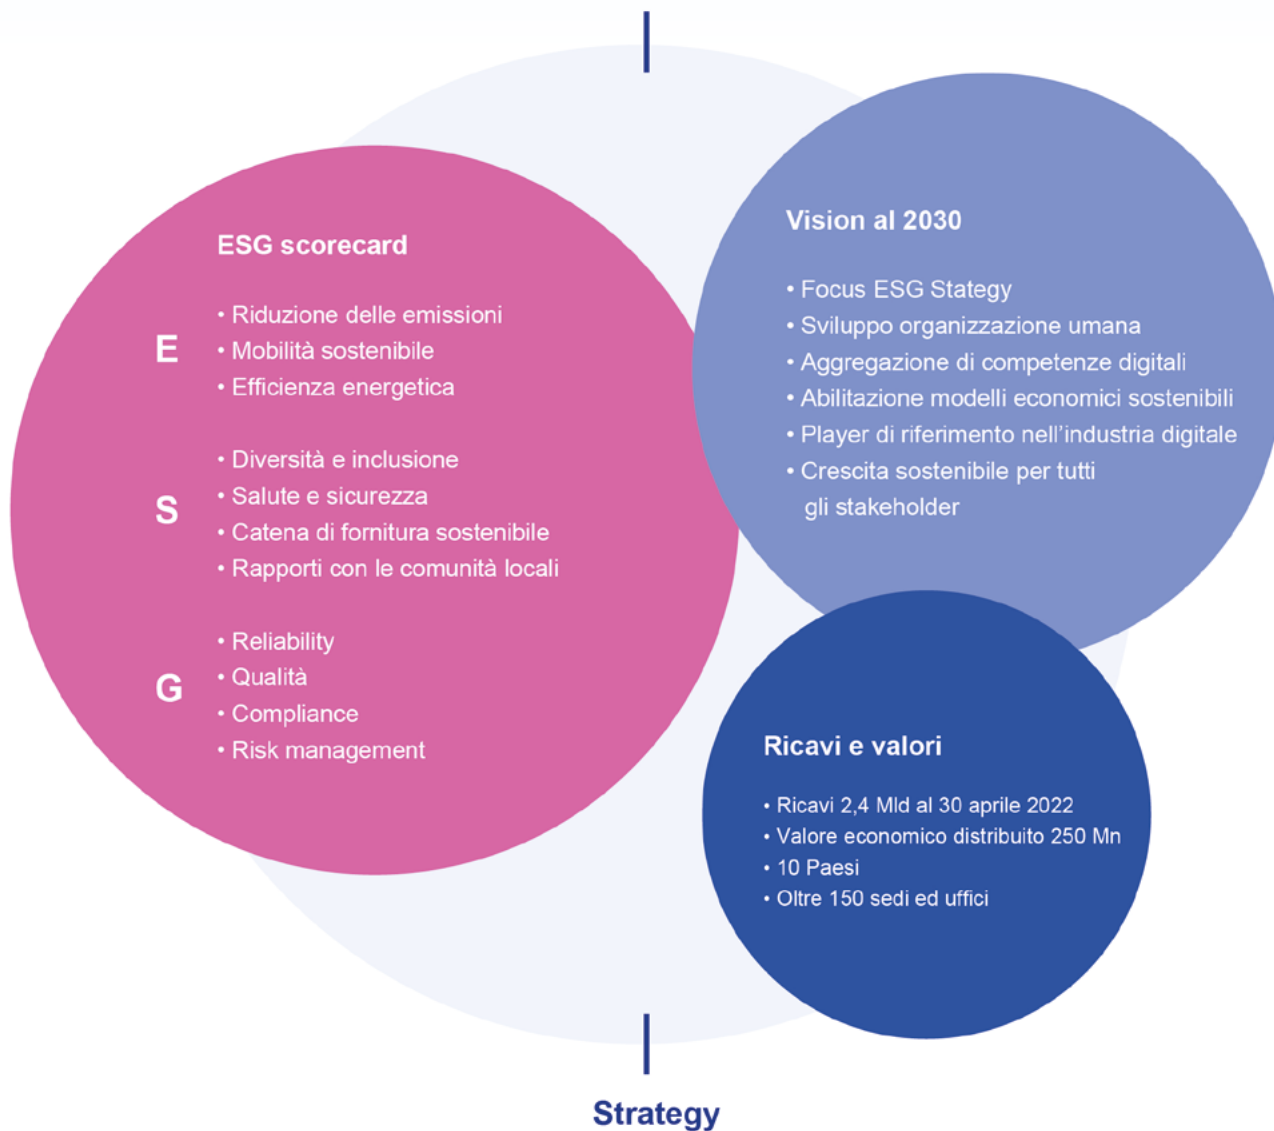 ESG scorecard
E
• Riduzione delle emissioni
• Mobilità sostenibile
• Efficienza energetica
S
• Diversità e inclusione
• Salute e sicurezza
• Catena di fornitura sostenibile
• Rapporti con le comunità locali
G
• Reliability
• Qualità
• Compliance
• Risk management
Vision al 2030
• Focus ESG Stategy
• Sviluppo organizzazione umana
• Aggregazione di competenze digitali
• Abilitazione modelli economici sostenibili
• Player di riferimento nell’industria digitale
• Crescita sostenibile per tutti
gli stakeholder
Ricavi e valori
• Ricavi 2,4 Mld al 30 aprile 2022
• Valore economico distribuito 250 Mn
• 10 Paesi
• Oltre 150 sedi ed uffici
Strategy